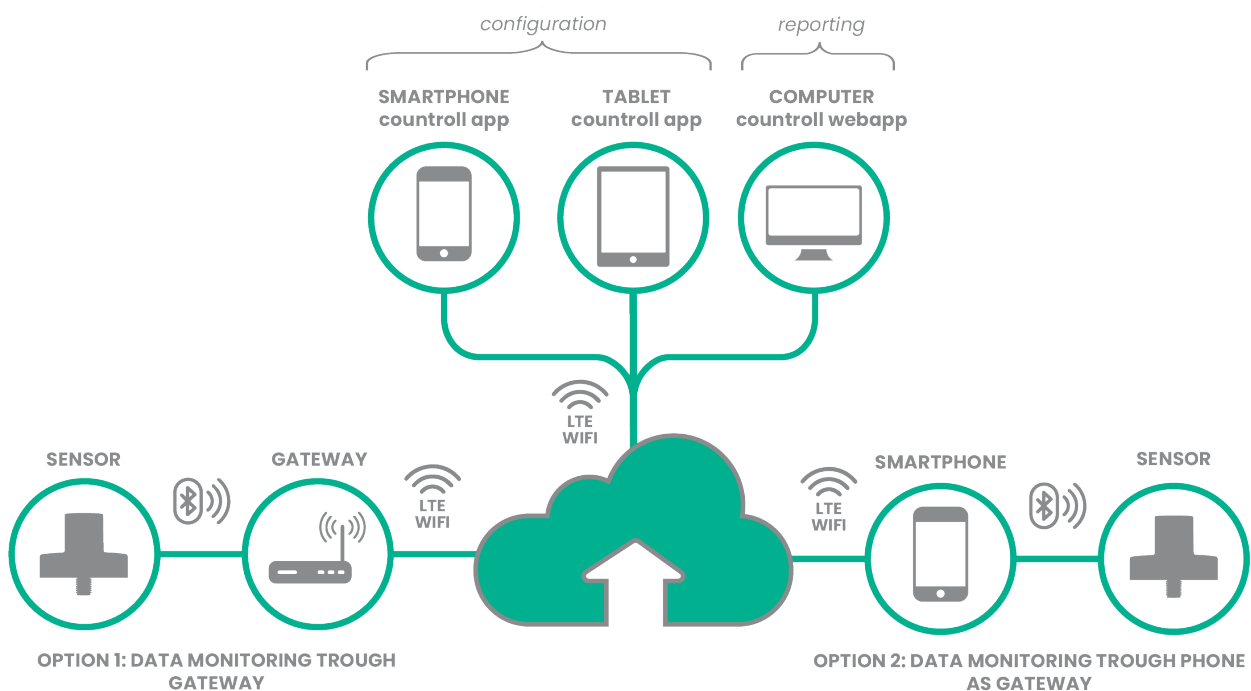 configuration
reporting
SMARTPHONE
countroll app
TABLET
countroll app
COMPUTER
countroll webapp
LTE
WIFI
SENSOR
GATEWAY
LTE
WIFI
LTE
WIFI
SMARTPHONE
SENSOR
OPTION 1: DATA MONITORING TROUGH
GATEWAY
OPTION 2: DATA MONITORING TROUGH PHONE
AS GATEWAY